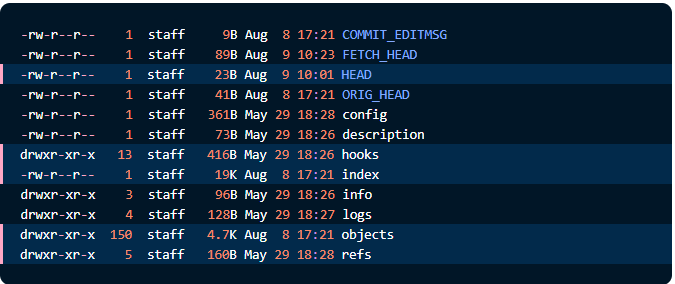 -rw-r--r--   1  staff     9B Aug  8 17:21 COMMIT_EDITMSG
-rw-r--r--   1  staff    89B Aug  9 10:23 FETCH_HEAD
-rw-r--r--   1  staff    23B Aug  9 10:01 HEAD
-rw-r--r--   1  staff    41B Aug  8 17:21 ORIG_HEAD
-rw-r--r--   1  staff   361B May 29 18:28 config
-rw-r--r--   1  staff    73B May 29 18:26 description
drwxr-xr-x  13  staff   416B May 29 18:26 hooks
-rw-r--r--   1  staff    19K Aug  8 17:21 index
drwxr-xr-x   3  staff    96B May 29 18:26 info
drwxr-xr-x   4  staff   128B May 29 18:27 logs
drwxr-xr-x 150  staff   4.7K Aug  8 17:21 objects
drwxr-xr-x   5  staff   160B May 29 18:28 refs